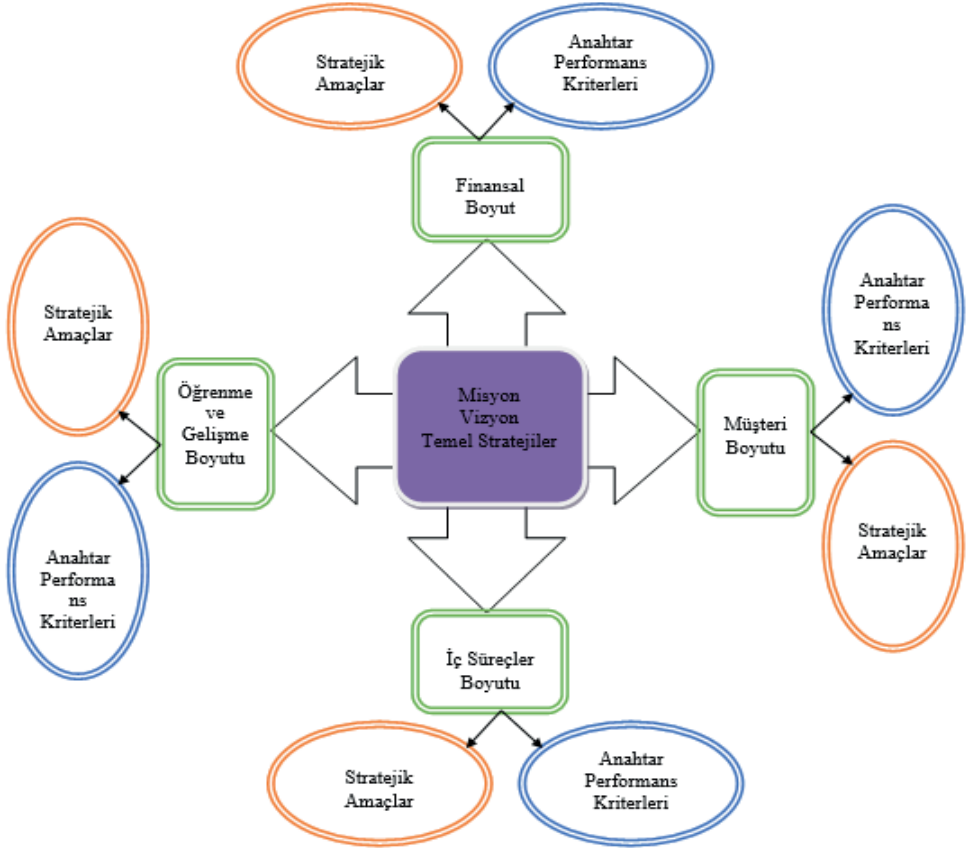 Stratejik
Amaçlar
Anahtar
Performans
Kriterleri
Finansal
Boyut
Stratejik
Amaçlar
Öğrenme
ve
Gelişme
Boyutu
Anahtar
Performa
ns
Kriterleri
Misyon
Vizyon
Temel Stratejiler
Anahtar
Performa
ns
Kriterleri
Müşteri
Boyutu
Stratejik
Amaçlar
İç Süreçler
Boyutu
Stratejik
Amaçlar
Anahtar
Performans
Kriterleri